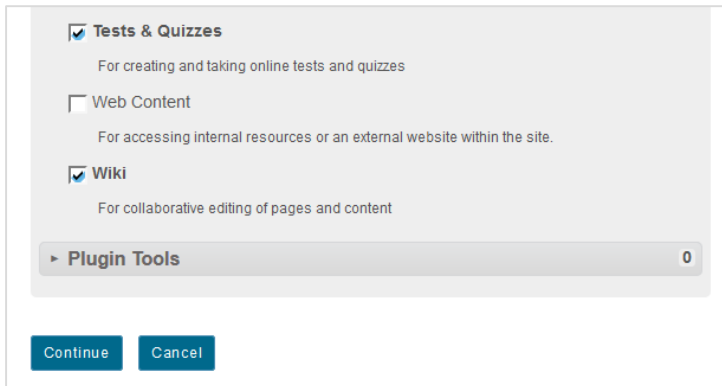 Tests & Quizzes
For creating and taking online tests and quizzes
Web Content
For accessing internal resources or an external website within the site.
Wiki
For collaborative editing of pages and content
Plugin Tools 0
Continue Cancel